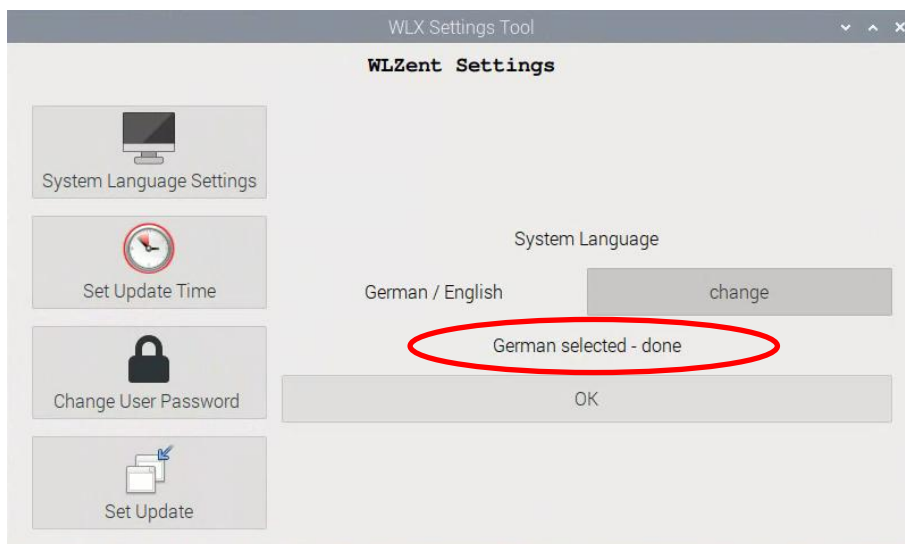 WLX Settings Tool
WLZent Settings
System Language Settings
Set Update Time
Change User Password
Set Update
System Language
German / English
change
German selected - done
OK